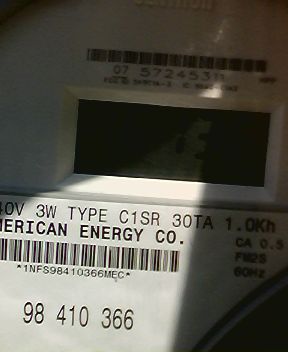 07 57245311
40V 3W TYPE C1SR 30TA 1.0Kh
MERICAN ENERGY CO.
CA 0.5
FM2S
60Hz
*1NFS98410366MEC*
98 410 366